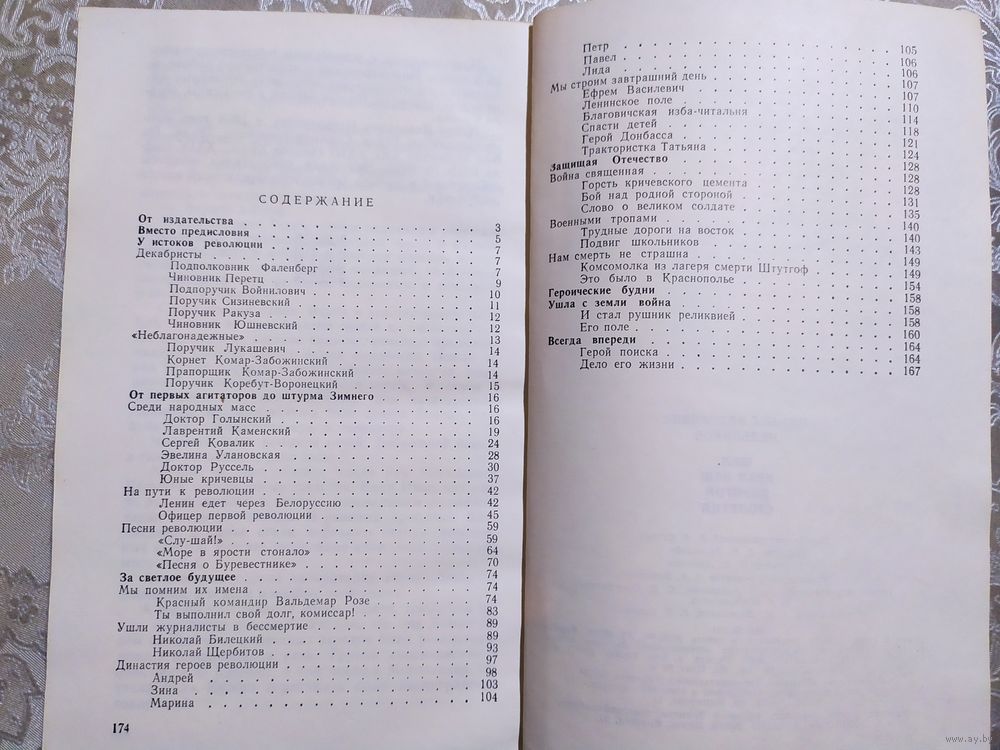 СОДЕРЖАНИЕ
От издательства 3
Вместо предисловия 5
У истоков революции 7
Декабристы 7
Подполковник Фаленберг 7
Чиновник Перетц 9
Подпоручик Войнилович 10
Поручик Сизиневский 11
Поручик Ракуза 12
Чиновник Юшневский 12
«Неблагонадежные» 13
Поручик Лукашевич 14
Корнет Комар-Забожинский 14
Прапорщик Комар-Забожинский 14
Поручик Коребут-Воронецкий 15
От первых агитаторов до штурма Зимнего 16
Среди народных масс 16
Доктор Голынский 16
Лаврентий Каменский 19
Сергей Ковалик 24
Эвелина Улановская 28
Доктор Руссель 30
Юные кричевцы 37
На пути к революции 42
Ленин едет через Белоруссию 42
Офицер первой революции 45
Песни революции 59
«Слу-шай!» 59
«Море в ярости стонало» 64
«Песня о Буревестнике» 70
За светлое будущее 74
Мы помним их имена 74
Красный командир Вальдемар Розе 74
Ты выполнил свой долг, комиссар! 83
Ушли журналисты в бессмертие 89
Николай Билецкий 89
Николай Щербитов 93
Династия героев революции 97
Андрей 98
Зина 103
Марина 104
174
Петр 105
Павел 106
Лида 106
Мы строим завтрашний день 107
Ефрем Василевич 107
Ленинское поле 110
Благовичская изба-читальня 114
Спасти детей 118
Герой Донбасса 121
Трактористка Татьяна 124
Защищая Отечество 128
Война священная 128
Горсть кричевского цемента 128
Бой над родной стороной 131
Слово о великом солдате 135
Военными тропами 140
Трудные дороги на восток 140
Подвиг школьников 143
Нам смерть не страшна 149
Комсомолка из лагеря смерти Штутгоф 149
Это было в Краснополье 154
Героические будни 158
Ушла с земли война 158
И стал рушник реликвией 158
Его поле 160
Всегда впереди 164
Герой поиска 164
Дело его жизни 167
www.ay.by